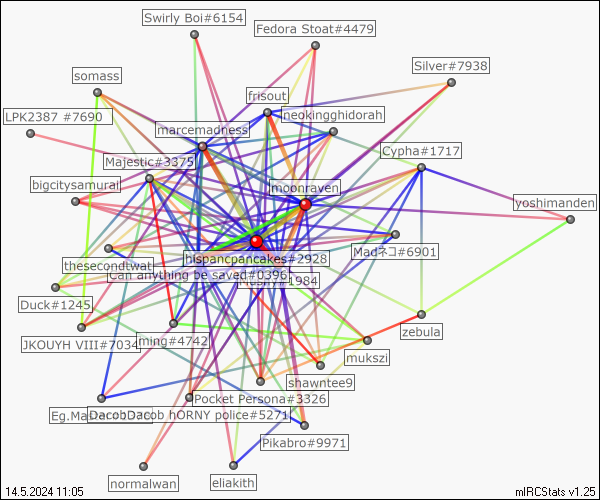 Swirly Boi#6154
Fedora Stoat#4479
Silver#7938
somass
frisout
LPK2387 #7690
neokingghidorah
marcemadness
Cypha#1717
Majestic#3375
bigcitysamurai
moonraven
yoshimanden
Madネコ#6901
thesecondtwat
hispancpancakes#2928
Can anything be saved#0396
1984
Duck#1245
zebula
JKOUYH VIII#7034
ming#4742
mukszi
shawntee9
Pocket Persona#3326
Eg.Mas
DacobDacob hORNY police#5271
Pikabro#9971
normalwan
eliakith
14.5.2024 11:05
mIRCStats v1.25